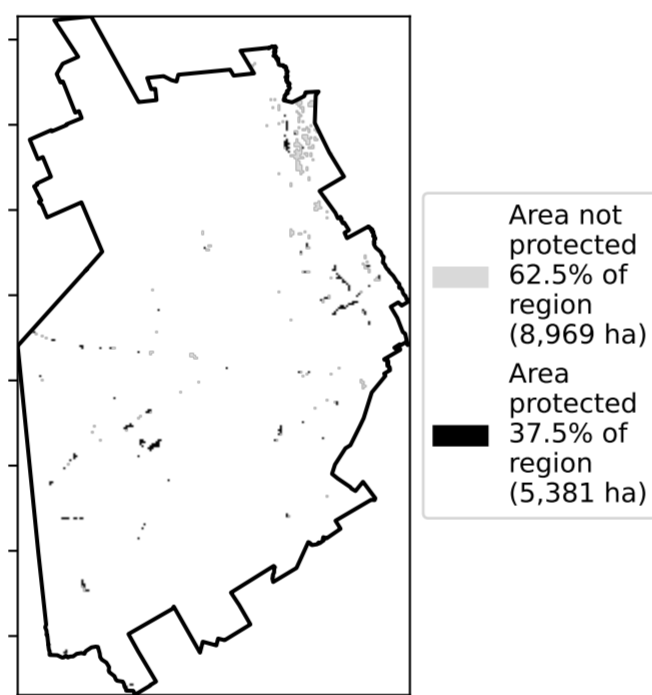 Area not
protected
62.5% of
region
(8,969 ha)
Area
protected
37.5% of
region
(5,381 ha)